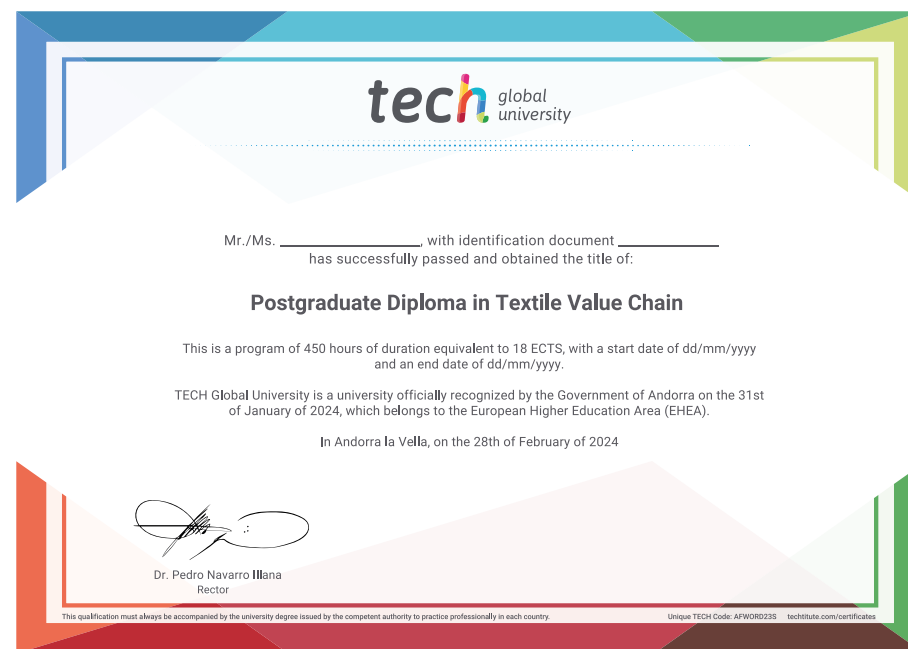 tech global
university
Mr./Ms. ____________, with identification document ____________
has successfully passed and obtained the title of:
Postgraduate Diploma in Textile Value Chain
This is a program of 450 hours of duration equivalent to 18 ECTS, with a start date of dd/mm/yyyy
and an end date of dd/mm/yyyy.
TECH Global University is a university officially recognized by the Government of Andorra on the 31st
of January of 2024, which belongs to the European Higher Education Area (EHEA).
In Andorra la Vella, on the 28th of February of 2024
Dr. Pedro Navarro Illana
Rector
This qualification must always be accompanied by the university degree issued by the competent authority to practice professionally in each country. Unique TECH Code: AFWORD23S techtitute.com/certificates